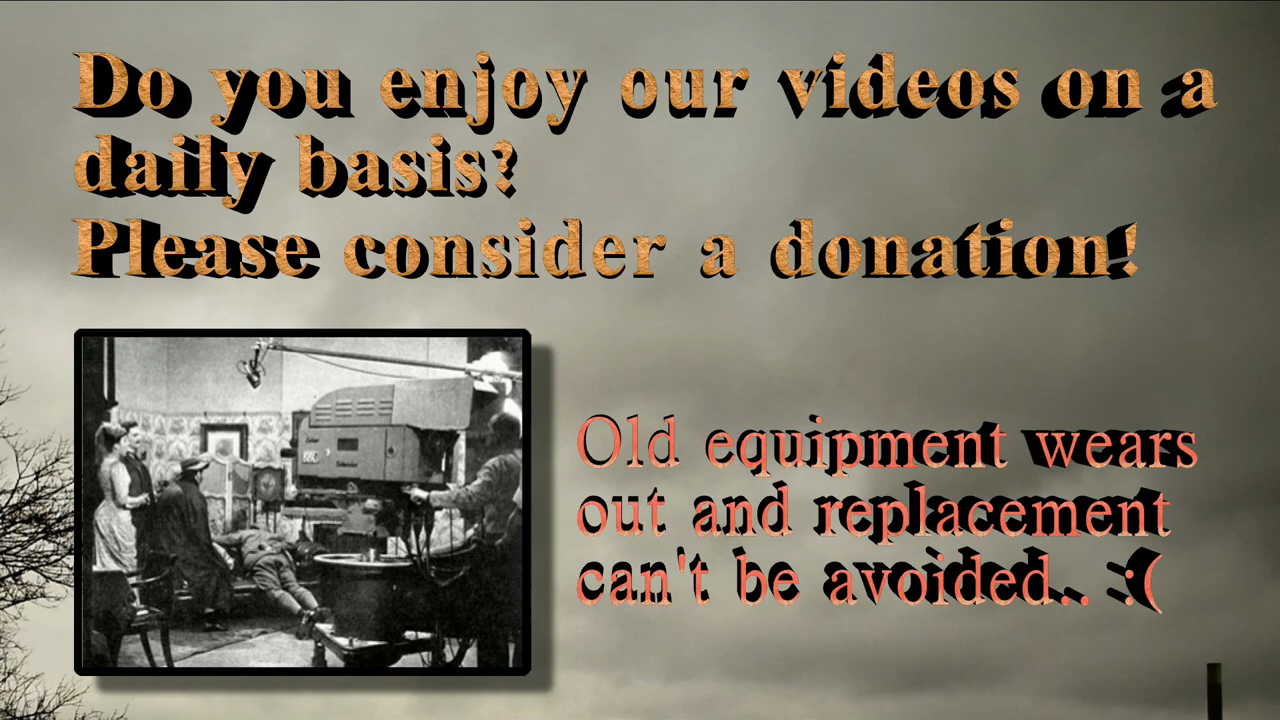 Do you enjoy our videos on a
daily basis?
Please consider a donation!
Old equipment wears
out and replacement
can't be avoided.. :(